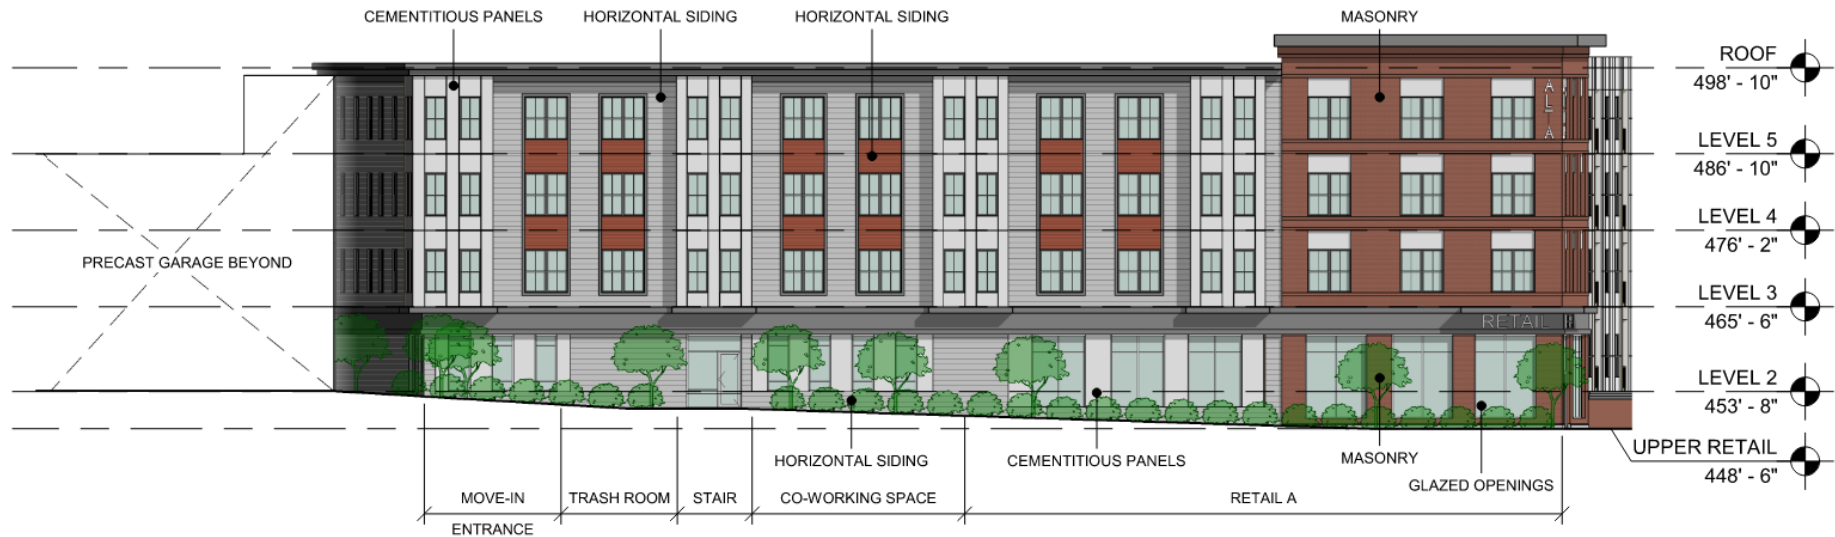 CEMENTITIOUS PANELS
HORIZONTAL SIDING
HORIZONTAL SIDING
MASONRY
ROOF
498' - 10"
LEVEL 5
486' - 10"
LEVEL 4
476' - 2"
PRECAST GARAGE BEYOND
LEVEL 3
465' - 6"
RETAIL
LEVEL 2
453' - 8"
UPPER RETAIL
448' - 6"
HORIZONTAL SIDING
CEMENTITIOUS PANELS
MASONRY
GLAZED OPENINGS
MOVE-IN
ENTRANCE
TRASH ROOM
STAIR
CO-WORKING SPACE
RETAIL A